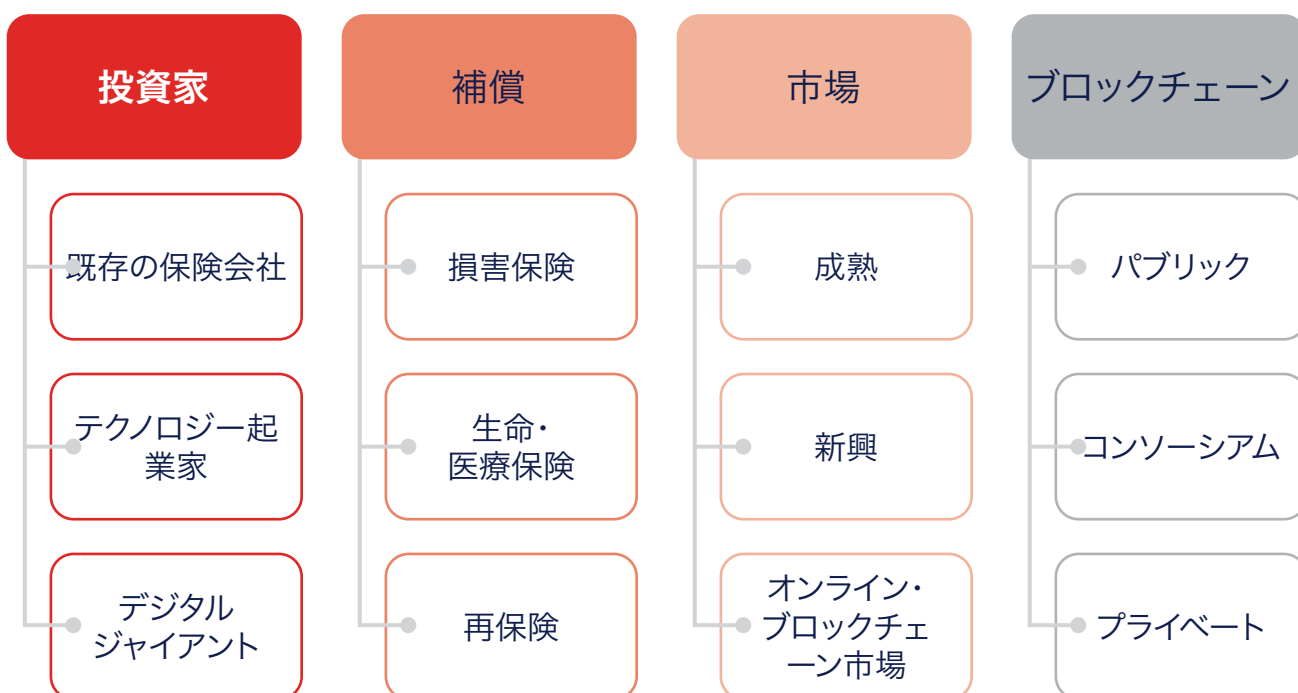 投資家
補償
市場
ブロックチェーン
既存の保険会社
損害保険
成熟
パブリック
テクノロジー起
業家
生命・
医療保険
新興
コンソーシアム
デジタル
ジャイアント
再保険
オンライン・
ブロックチェ
ーン市場
プライベート